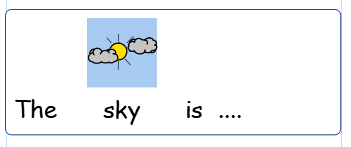 The sky is ....